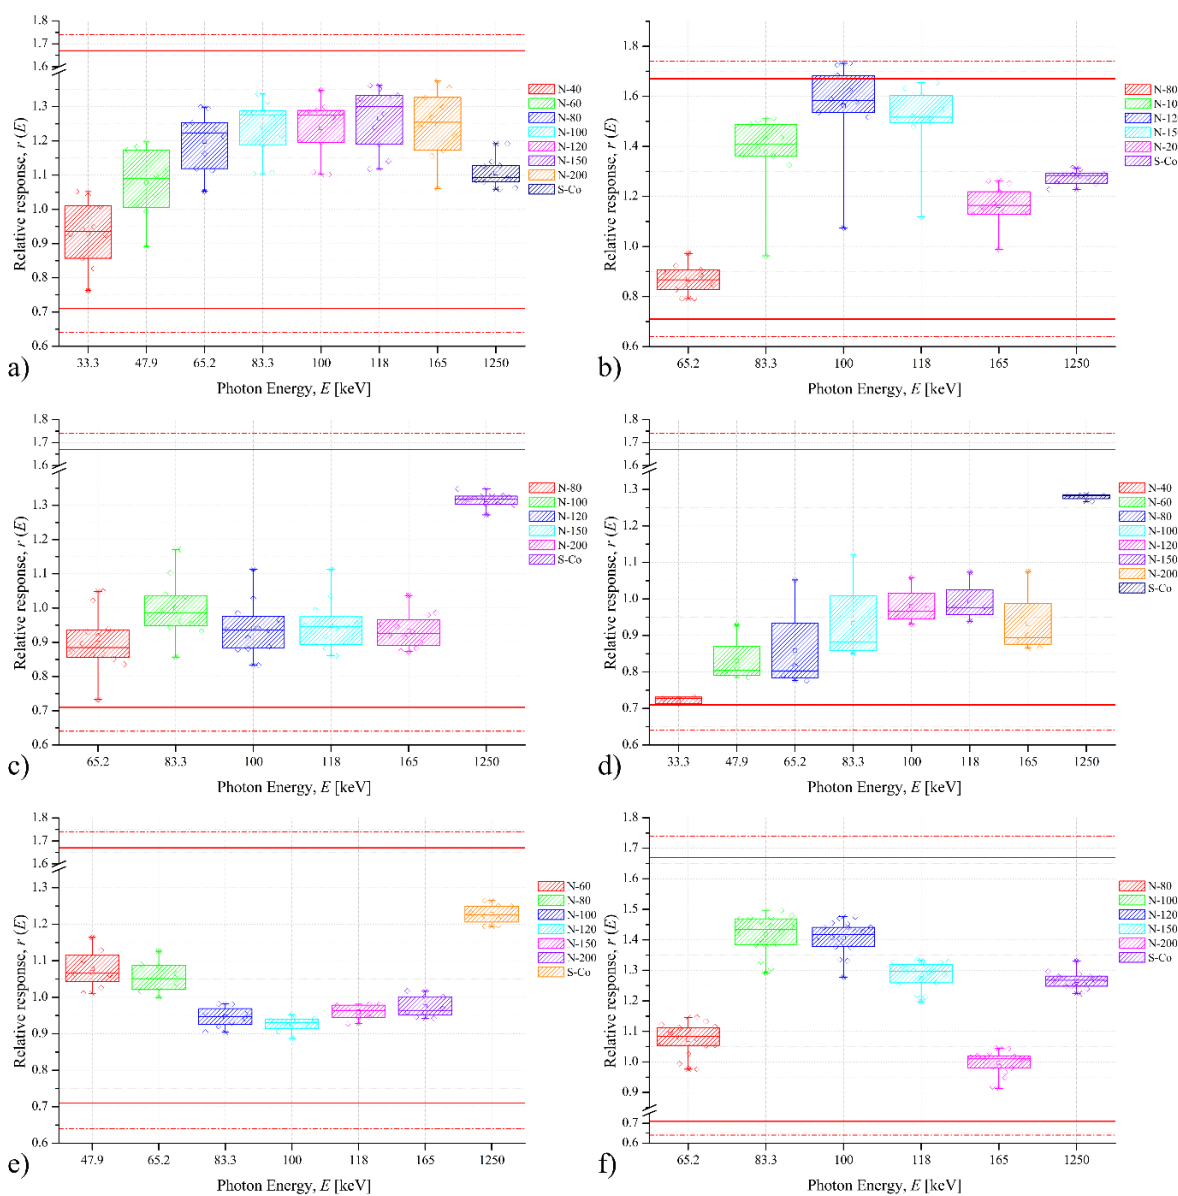 a)
Relative response, r (E)
1.8
1.7
1.6
1.3
1.2
1.1
1.0
0.9
0.8
0.7
0.6
33.3 47.9 65.2 83.3 100 118 165 1250
Photon Energy, E [keV]
N-40
N-60
N-80
N-100
N-120
N-150
N-200
S-Co
b)
Relative response, r (E)
1.8
1.6
1.4
1.2
1.0
0.8
0.6
65.2 83.3 100 118 165 1250
Photon Energy, E [keV]
N-80
N-10
N-12
N-15
N-20
S-Co
c)
Relative response, r (E)
1.8
1.7
1.6
1.3
1.2
1.1
1.0
0.9
0.8
0.7
0.6
65.2 83.3 100 118 165 1250
Photon Energy, E [keV]
N-80
N-100
N-120
N-150
N-200
S-Co
d)
Relative response, r (E)
1.8
1.7
1.6
1.3
1.2
1.1
1.0
0.9
0.8
0.7
0.6
33.3 47.9 65.2 83.3 100 118 165 1250
Photon Energy, E [keV]
N-40
N-60
N-80
N-100
N-120
N-150
N-200
S-Co
e)
Relative response, r (E)
1.8
1.7
1.6
1.3
1.2
1.1
1.0
0.9
0.8
0.7
0.6
47.9 65.2 83.3 100 118 165 1250
Photon Energy, E [keV]
N-60
N-80
N-100
N-120
N-150
N-200
S-Co
f)
Relative response, r (E)
1.8
1.7
1.6
1.5
1.4
1.3
1.2
1.1
1.0
0.9
0.7
0.6
65.2 83.3 100 118 165 1250
Photon Energy, E [keV]
N-80
N-100
N-120
N-150
N-200
S-Co